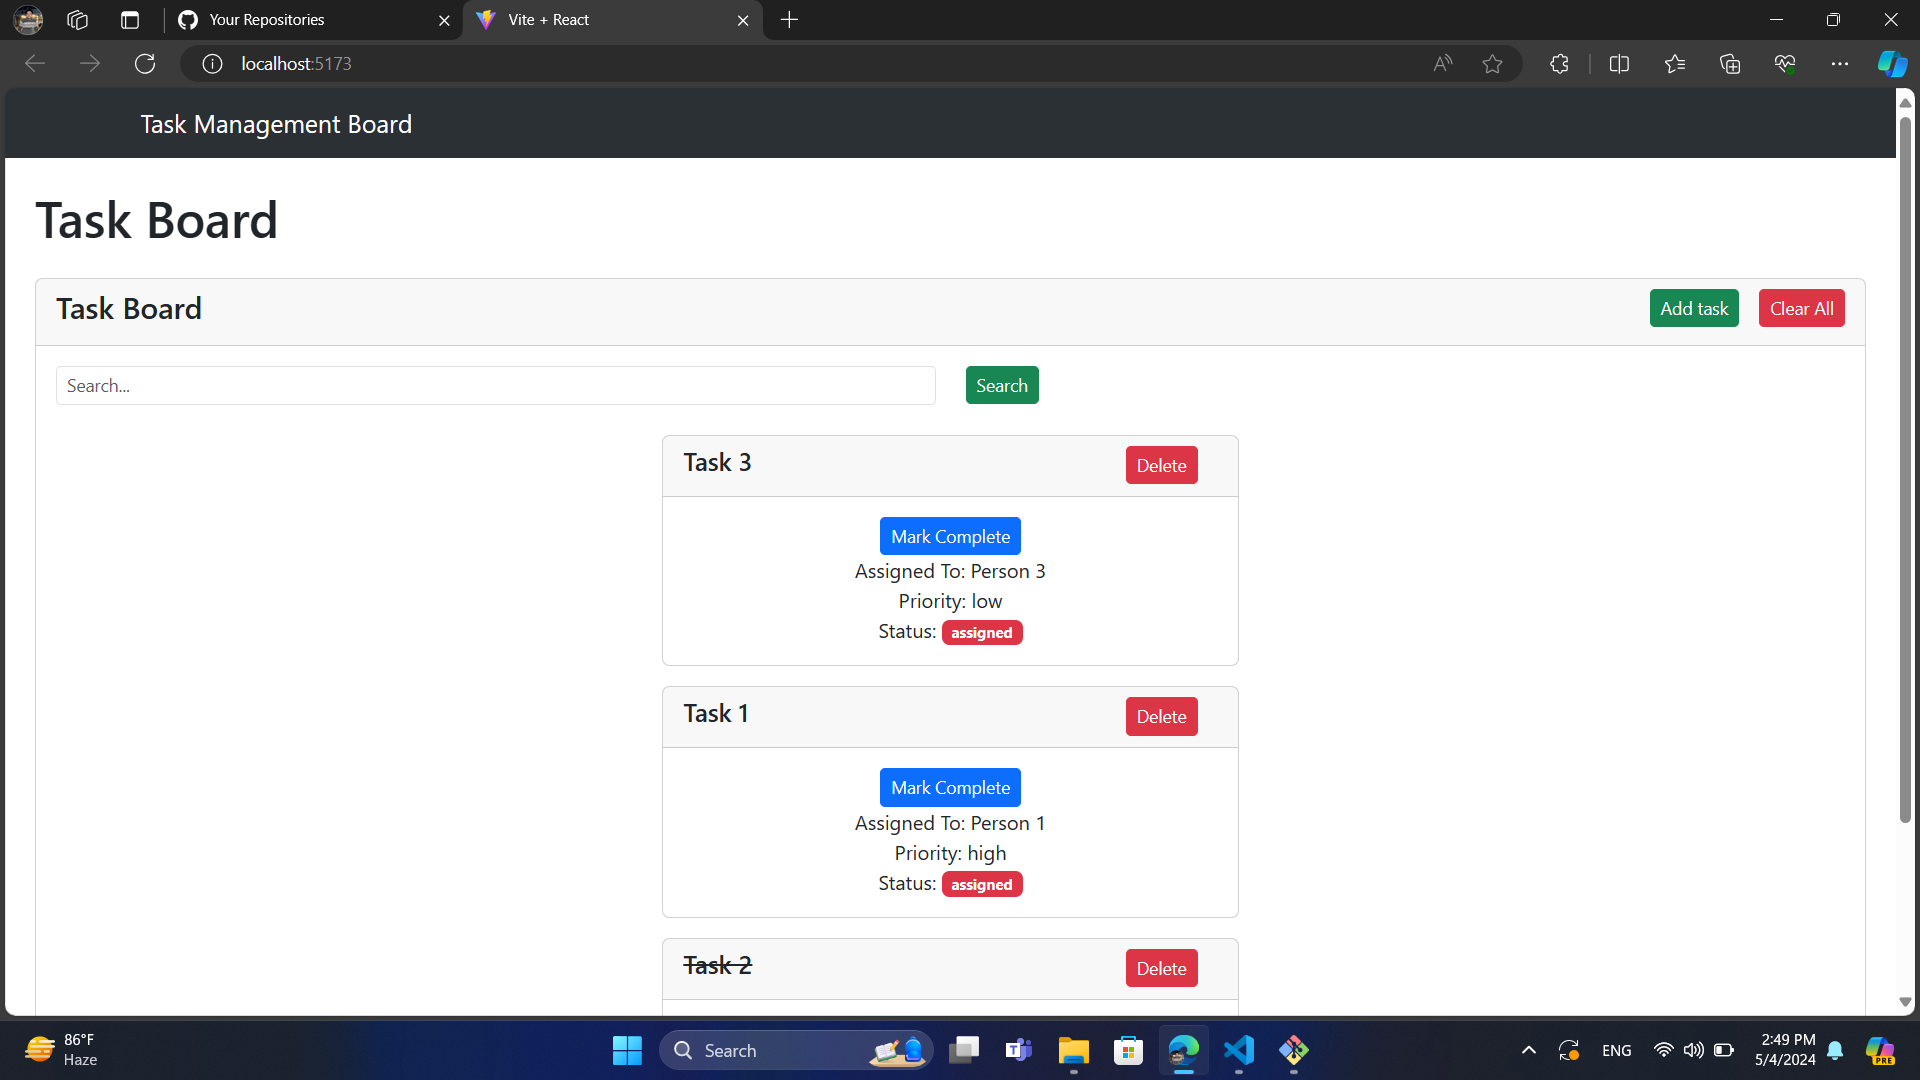 Your Repositories
Vite + React
localhost:5173
Task Management Board
Task Board
Task Board
Add task
Clear All
Search...
Search
Task 3
Delete
Mark Complete
Assigned To: Person 3
Priority: low
Status: assigned
Task 1
Delete
Mark Complete
Assigned To: Person 1
Priority: high
Status: assigned
Task 2
Delete
86°F
Haze
Search
ENG
2:49 PM
5/4/2024
PRE